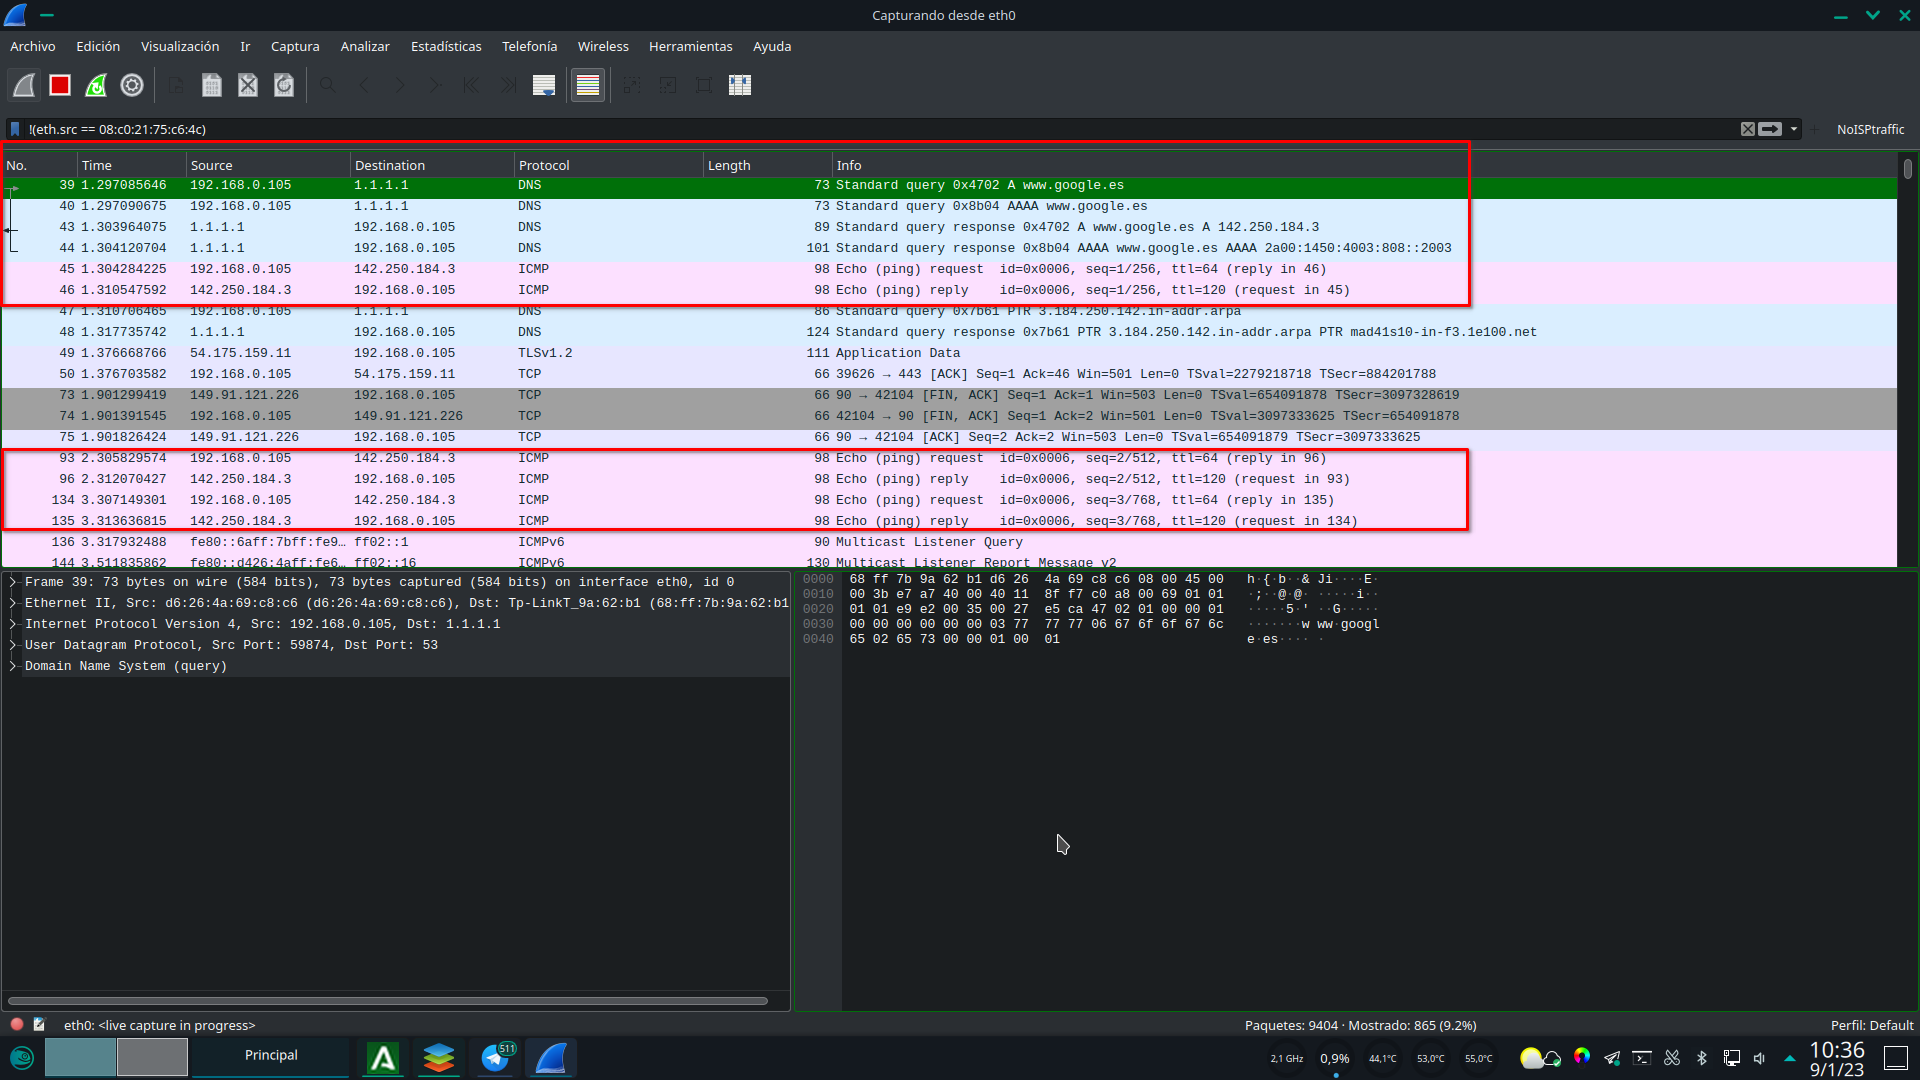 Capturando desde eth0
Archivo Edición Visualización Ir Captura Analizar Estadísticas Telefonía Wireless Herramientas Ayuda
!(eth.src == 08:c0:21:75:c6:4c) NoISPtraffic
No. Time Source Destination Protocol Length Info
39 1.297085646 192.168.0.105 1.1.1.1 DNS 73 Standard query 0x4702 A www.google.es
40 1.297090675 192.168.0.105 1.1.1.1 DNS 73 Standard query 0x8b04 AAAA www.google.es
43 1.303964075 1.1.1.1 192.168.0.105 DNS 89 Standard query response 0x4702 A www.google.es A 142.250.184.3
44 1.304120704 1.1.1.1 192.168.0.105 DNS 101 Standard query response 0x8b04 AAAA www.google.es AAAA 2a00:1450:4003:808::2003
45 1.304284225 192.168.0.105 142.250.184.3 ICMP 98 Echo (ping) request id=0x0006, seq=1/256, ttl=64 (reply in 46)
46 1.310547592 142.250.184.3 192.168.0.105 ICMP 98 Echo (ping) reply id=0x0006, seq=1/256, ttl=120 (request in 45)
47 1.310706465 192.168.0.105 1.1.1.1 DNS 86 Standard query 0x7b61 PTR 3.184.250.142.in-addr.arpa
48 1.317735742 1.1.1.1 192.168.0.105 DNS 124 Standard query response 0x7b61 PTR 3.184.250.142.in-addr.arpa PTR mad41s10-in-f3.1e100.net
49 1.376668766 54.175.159.11 192.168.0.105 TLSv1.2 111 Application Data
50 1.376703582 192.168.0.105 54.175.159.11 TCP 66 39626 → 443 [ACK] Seq=1 Ack=46 Win=501 Len=0 TSval=2279218718 TSecr=884201788
73 1.901299419 149.91.121.226 192.168.0.105 TCP 66 90 → 42104 [FIN, ACK] Seq=1 Ack=1 Win=503 Len=0 TSval=654091878 TSecr=3097328619
74 1.901391545 192.168.0.105 149.91.121.226 TCP 66 42104 → 90 [FIN, ACK] Seq=1 Ack=2 Win=501 Len=0 TSval=3097333625 TSecr=654091878
75 1.901826424 149.91.121.226 192.168.0.105 TCP 66 90 → 42104 [ACK] Seq=2 Ack=2 Win=503 Len=0 TSval=654091879 TSecr=3097333625
93 2.305829574 192.168.0.105 142.250.184.3 ICMP 98 Echo (ping) request id=0x0006, seq=2/512, ttl=64 (reply in 96)
96 2.312070427 142.250.184.3 192.168.0.105 ICMP 98 Echo (ping) reply id=0x0006, seq=2/512, ttl=120 (request in 93)
134 3.307149301 192.168.0.105 142.250.184.3 ICMP 98 Echo (ping) request id=0x0006, seq=3/768, ttl=64 (reply in 135)
135 3.313636815 142.250.184.3 192.168.0.105 ICMP 98 Echo (ping) reply id=0x0006, seq=3/768, ttl=120 (request in 134)
136 3.317932488 fe80::6aff:7bff:fe9… ff02::1 ICMPv6 90 Multicast Listener Query
144 3.511835862 fe80::d426:4aff:fe6… ff02::16 ICMPv6 130 Multicast Listener Report Message v2
Frame 39: 73 bytes on wire (584 bits), 73 bytes captured (584 bits) on interface eth0, id 0
Ethernet II, Src: d6:26:4a:69:c8:c6 (d6:26:4a:69:c8:c6), Dst: Tp-LinkT_9a:62:b1 (68:ff:7b:9a:62:b1
Internet Protocol Version 4, Src: 192.168.0.105, Dst: 1.1.1.1
User Datagram Protocol, Src Port: 59874, Dst Port: 53
Domain Name System (query)
0000 68 ff 7b 9a 62 b1 d6 26 4a 69 c8 c6 08 00 45 00 h·{·b··& Ji····E·
0010 00 3b e7 a7 40 00 40 11 8f f7 c0 a8 00 69 01 01 ·;··@·@· ·····i··
0020 01 01 e9 e2 00 35 00 27 e5 ca 47 02 01 00 00 01 ·····5·' ··G·····
0030 00 00 00 00 00 00 03 77 77 77 06 67 6f 6f 67 6c ·······w ww·googl
0040 65 02 65 73 00 00 01 00 01 e·es···· ·
eth0: <live capture in progress> Paquetes: 9404 · Mostrado: 865 (9.2%) Perfil: Default
Principal 511 2,1 GHz 0,9% 44,1°C 53,0°C 55,0°C 10:36
9/1/23